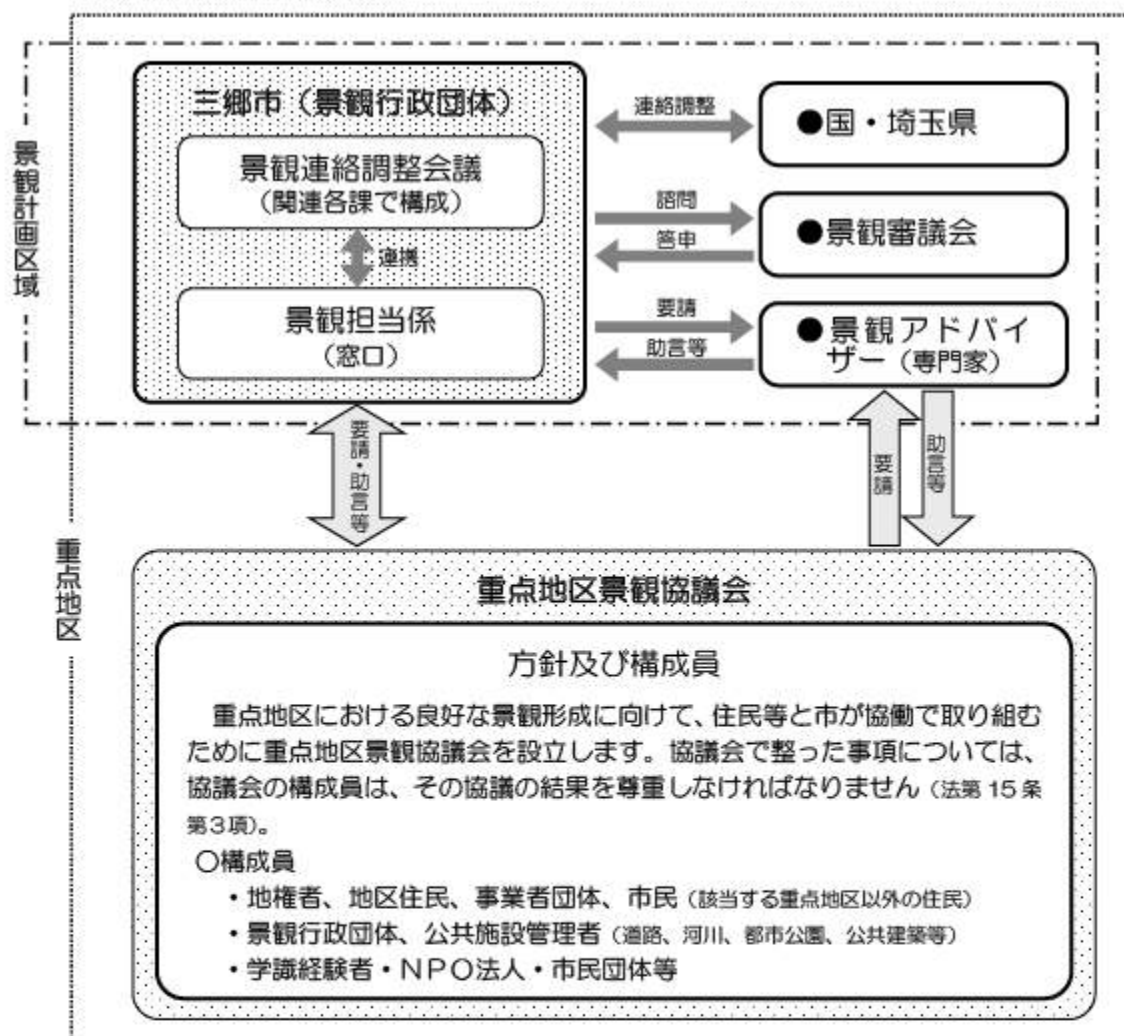 景観計画区域
三郷市（景観行政団体）
景観連絡調整会議
（関連各課で構成）
連携
景観担当係
（窓口）
連絡調整
●国・埼玉県
諮問
答申
●景観審議会
要請
助言等
●景観アドバイ
ザー（専門家）
要請・助言等
要請
助言等
重点地区
重点地区景観協議会
方針及び構成員
重点地区における良好な景観形成に向けて、住民等と市が協働で取り組む
ために重点地区景観協議会を設立します。協議会で整った事項については、
協議会の構成員は、その協議の結果を尊重しなければなりません（法第15条
第３項）。
○構成員
・地権者、地区住民、事業者団体、市民（該当する重点地区以外の住民）
・景観行政団体、公共施設管理者（道路、河川、都市公園、公共建築等）
・学識経験者・ＮＰＯ法人・市民団体等